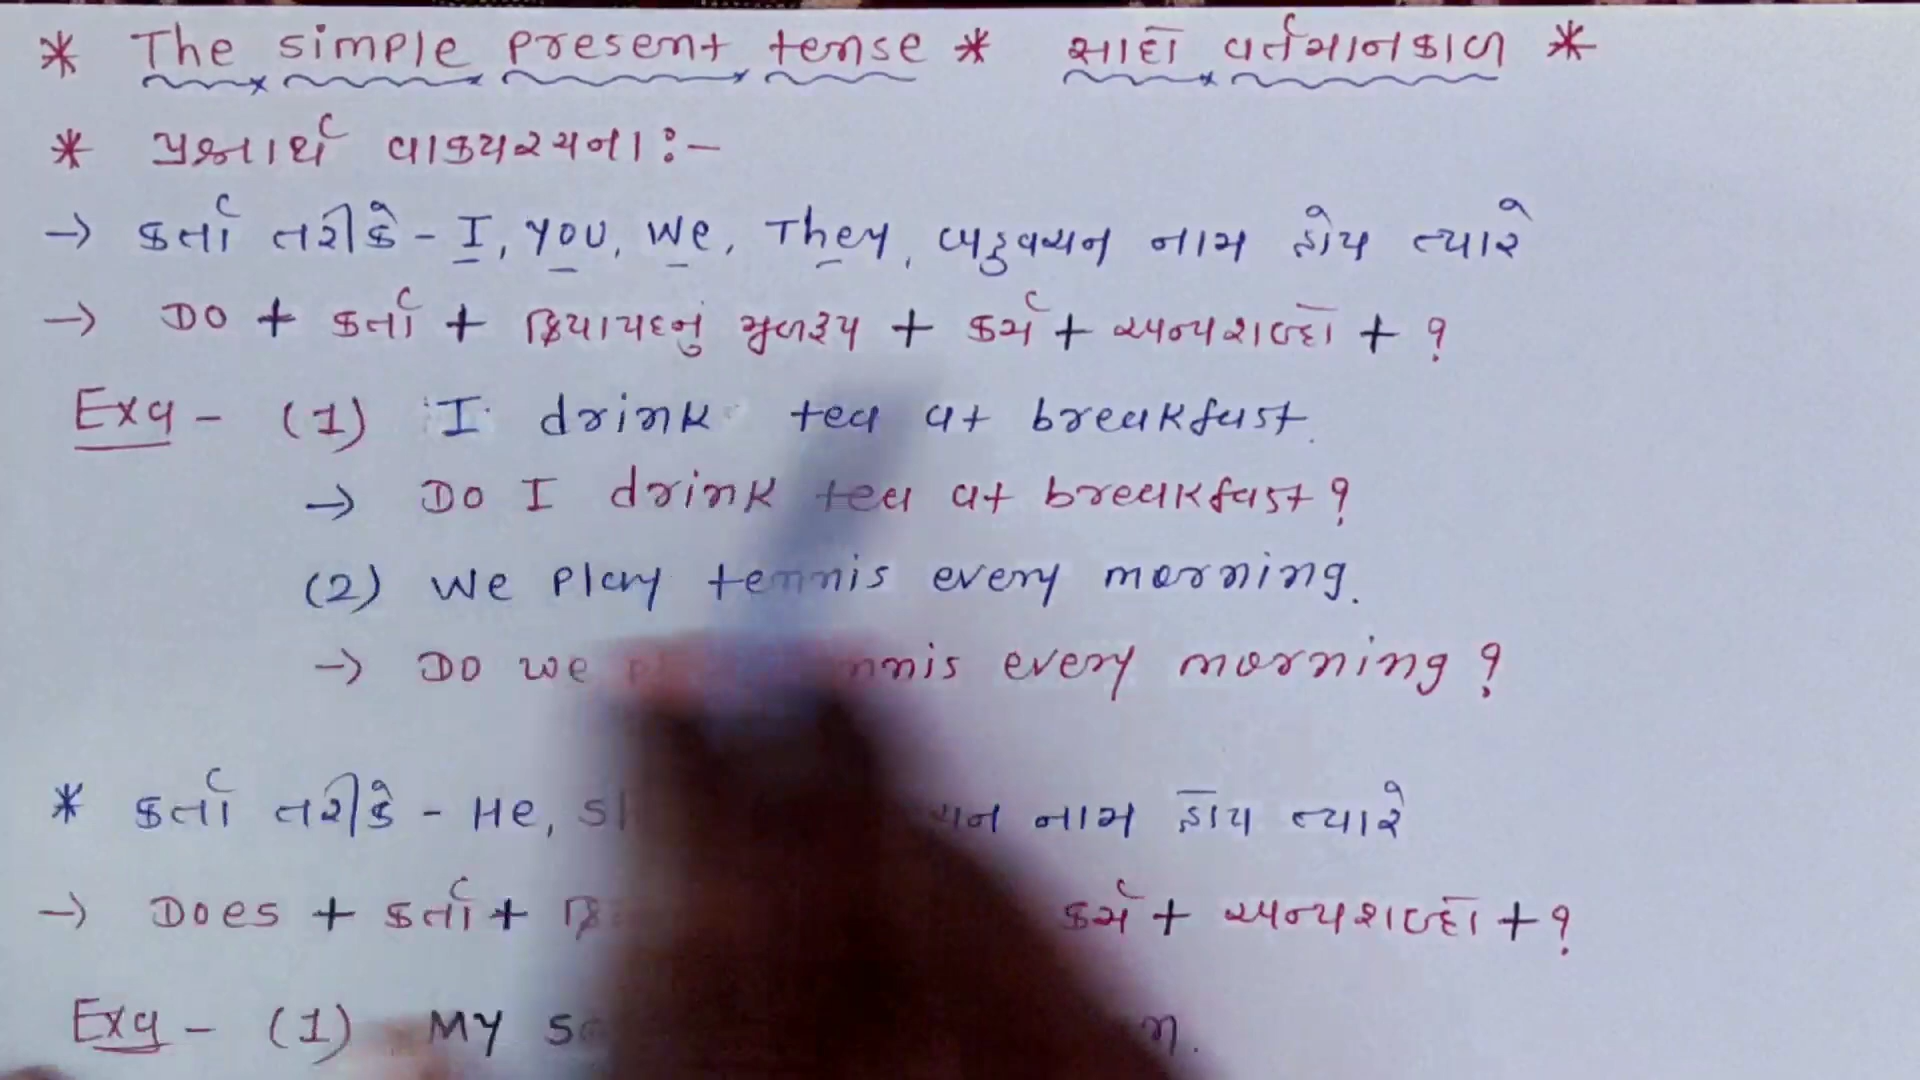 * The simple present tense * સાદો વર્તમાનકાળ *
* પ્રશ્નાર્થ વાક્યરચના :-
→ કર્તા તરીકે - I, you, we, They, બહુવચન નામ હોય ત્યારે
→ Do + કર્તા + ક્રિયાપદનું મુળરૂપ + કર્મ + અન્યશબ્દો + ?
Exa - (1) I drink tea at breakfast.
→ Do I drink tea at breakfast?
(2) We play tennis every morning.
→ Do we every morning ?
* કર્તા તરીકે - He, નામ હોય ત્યારે
→ Does + કર્તા + કર્મ + અન્યશબ્દો + ?
Exa - (1) My